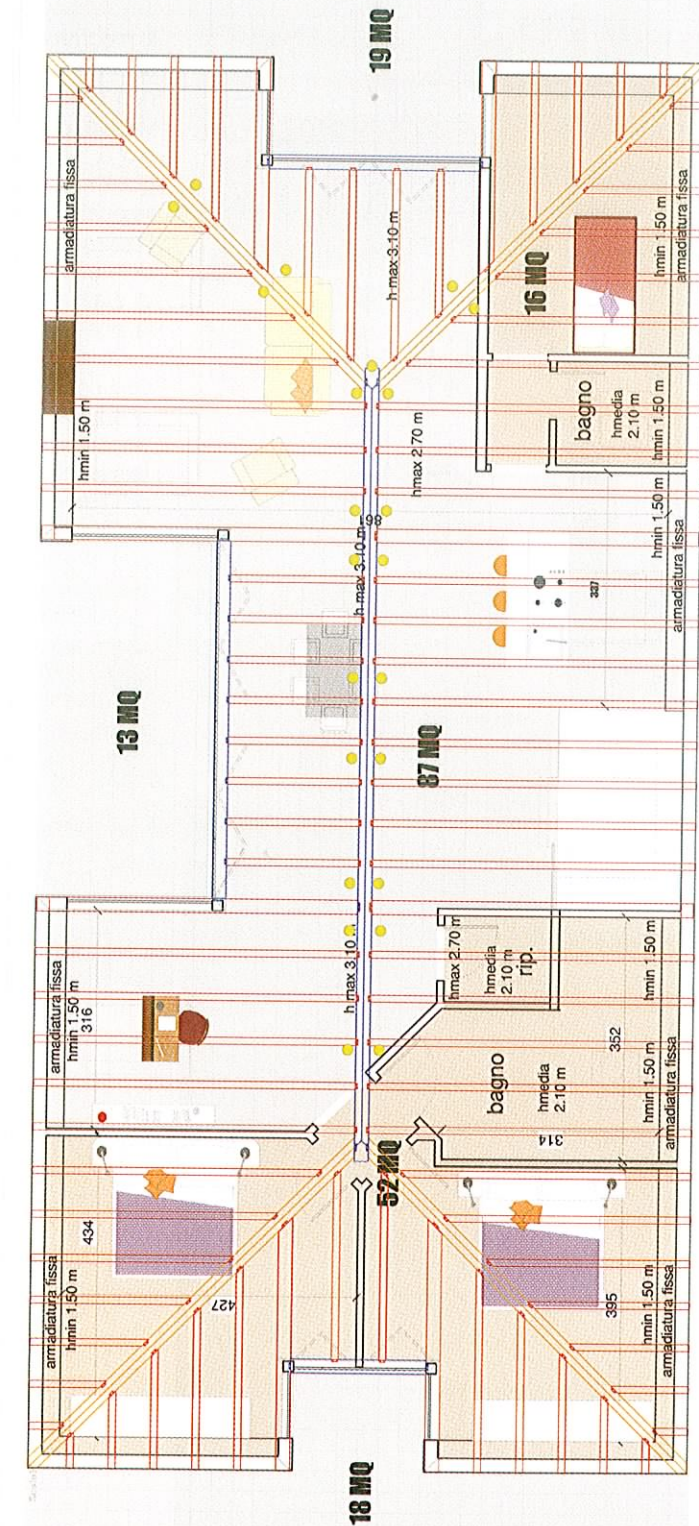 19 MQ
armadiatura fissa
hmin 1.50 m
h max 3.10 m
16 MQ
hmin 1.50 m
armadiatura fissa
bagno
hmedia
2.10 m
hmin 1.50 m
hmax 2.70 m
86
h max 3.10 m
hmin 1.50 m
armadiatura fissa
337
13 MQ
87 MQ
armadiatura fissa
hmin 1.50 m
316
h max 3.10
hmax 2.70 m
hmedia
2.10 m
rip.
hmin 1.50 m
352
bagno
hmedia
2.10 m
314
hmin 1.50 m
armadiatura fissa
52 MQ
434
427
armadiatura fissa
hmin 1.50 m
395
hmin 1.50 m
armadiatura fissa
18 MQ